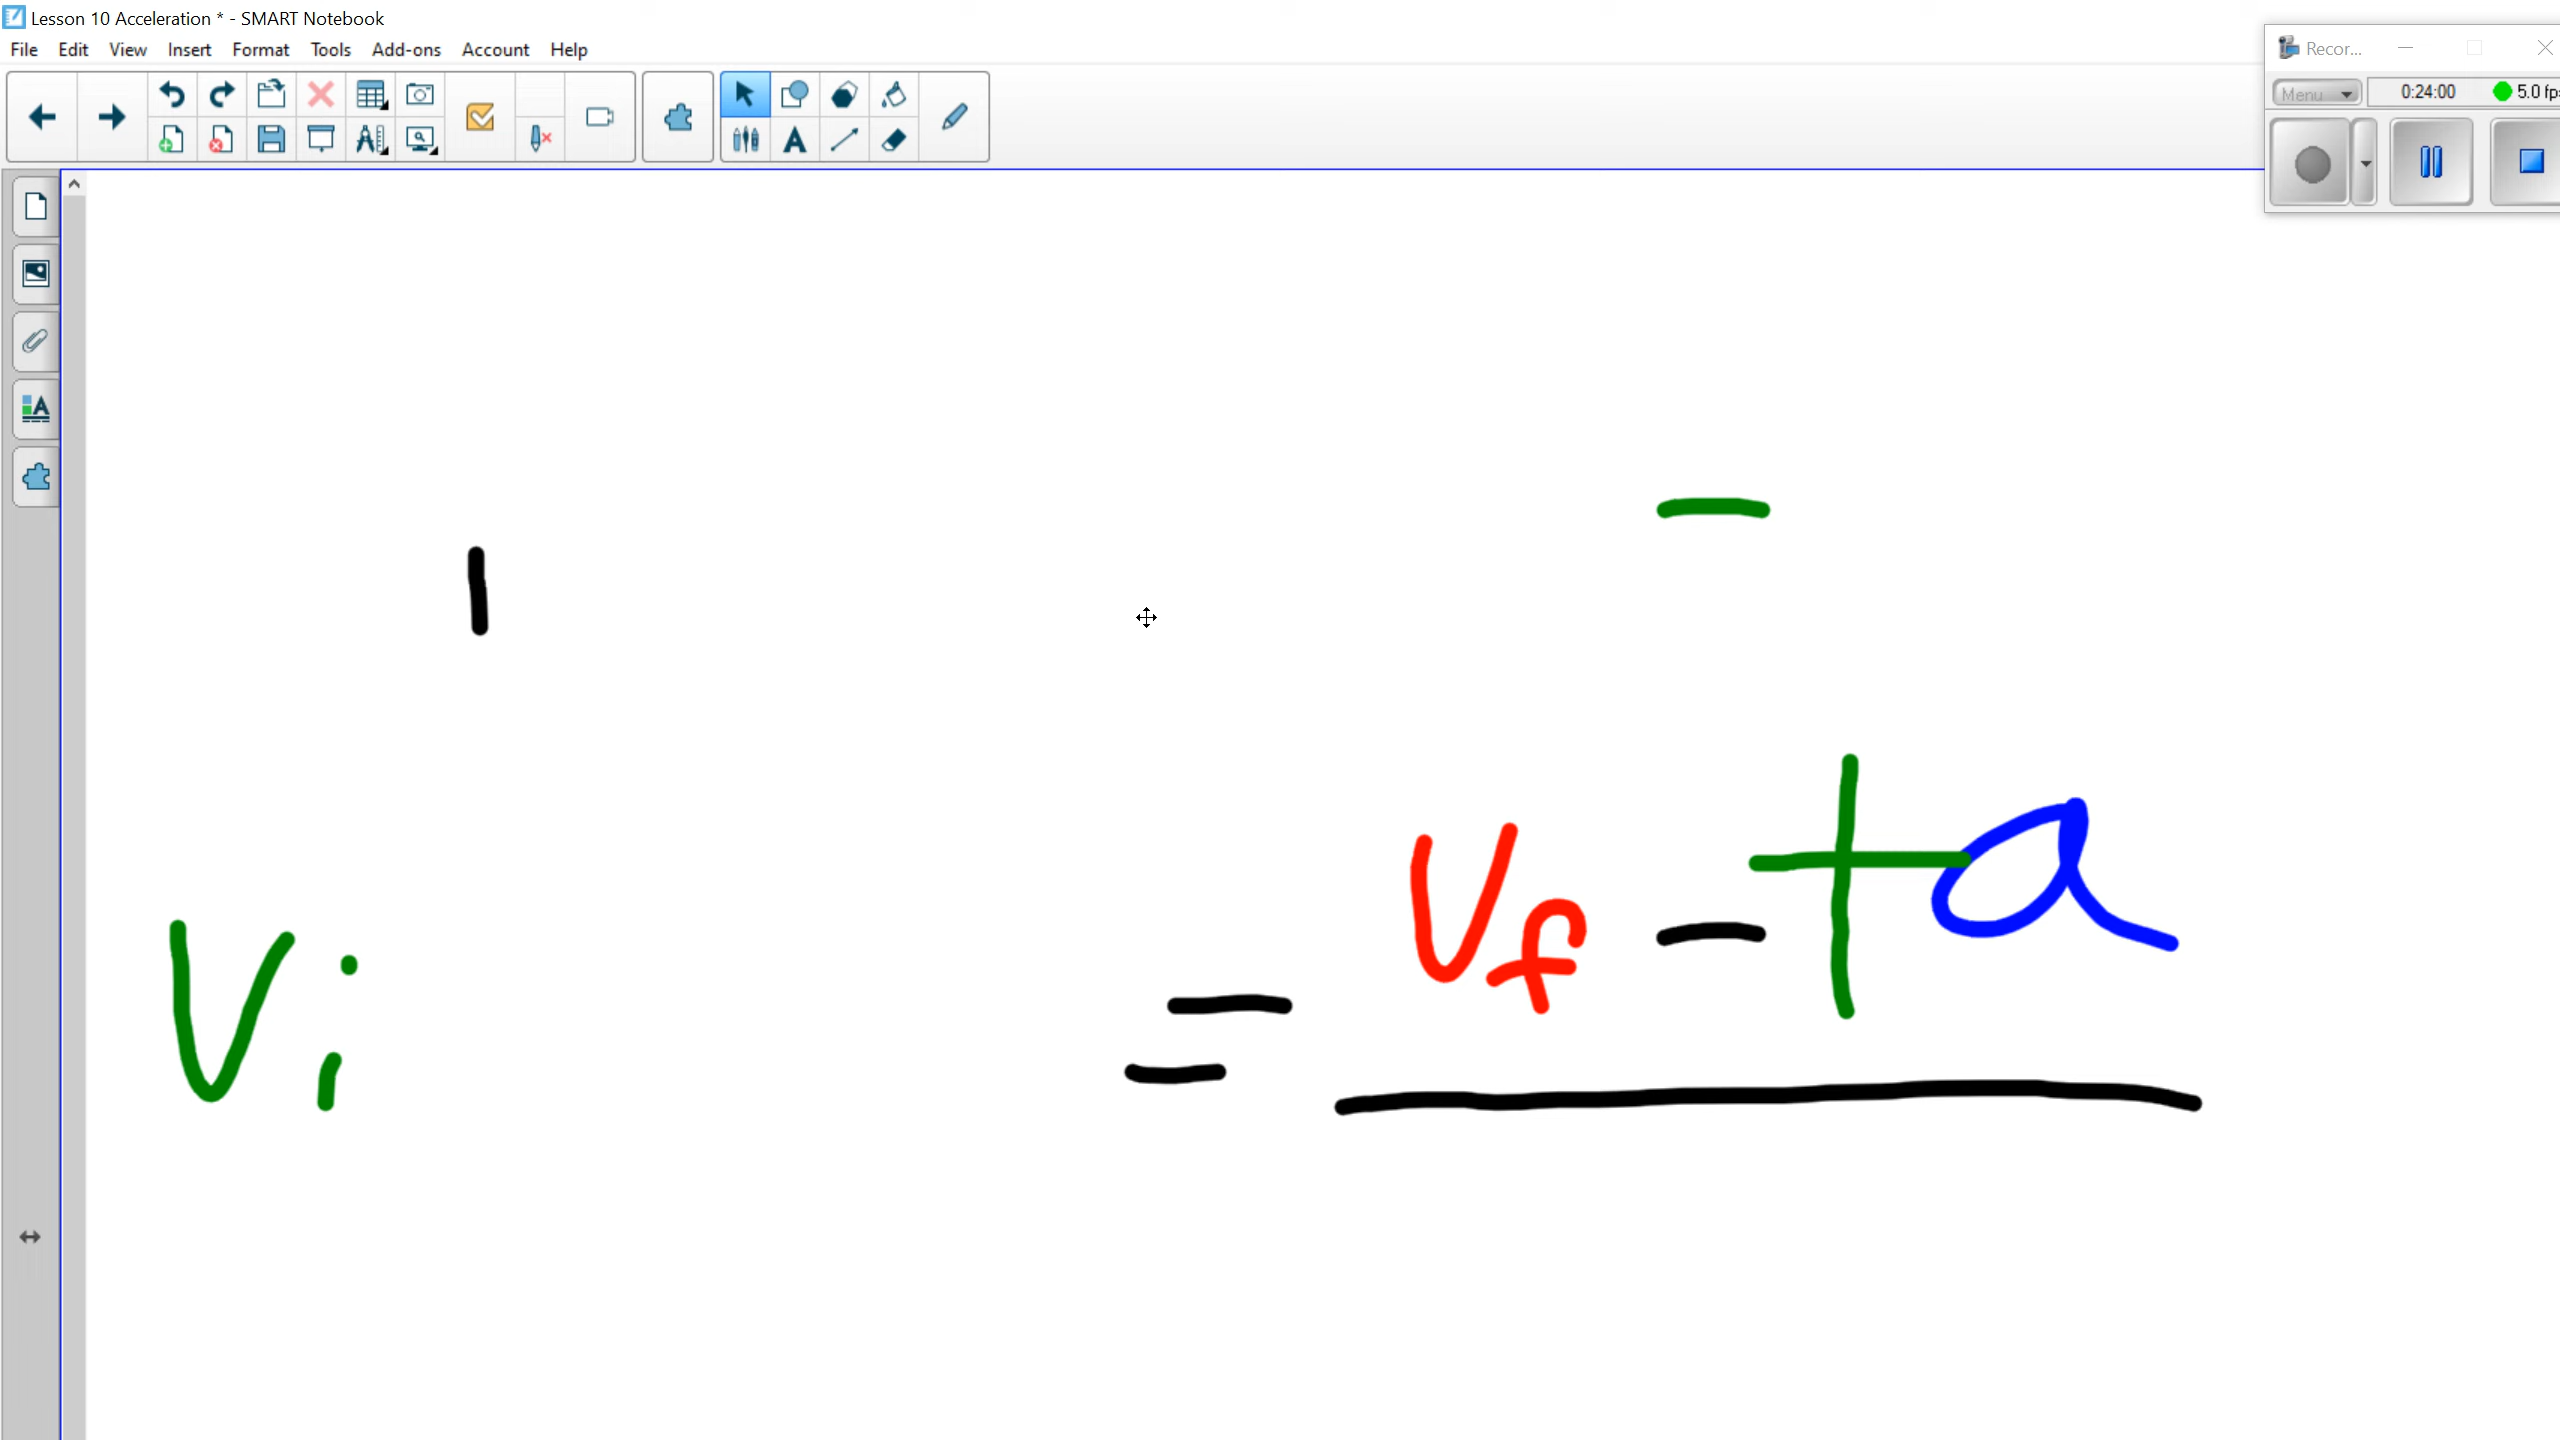 Lesson 10 Acceleration * - SMART Notebook
File Edit View Insert Format Tools Add-ons Account Help
Recor...
Menu 0:24:00 5.0 fp
-
Vi = Vf - ta